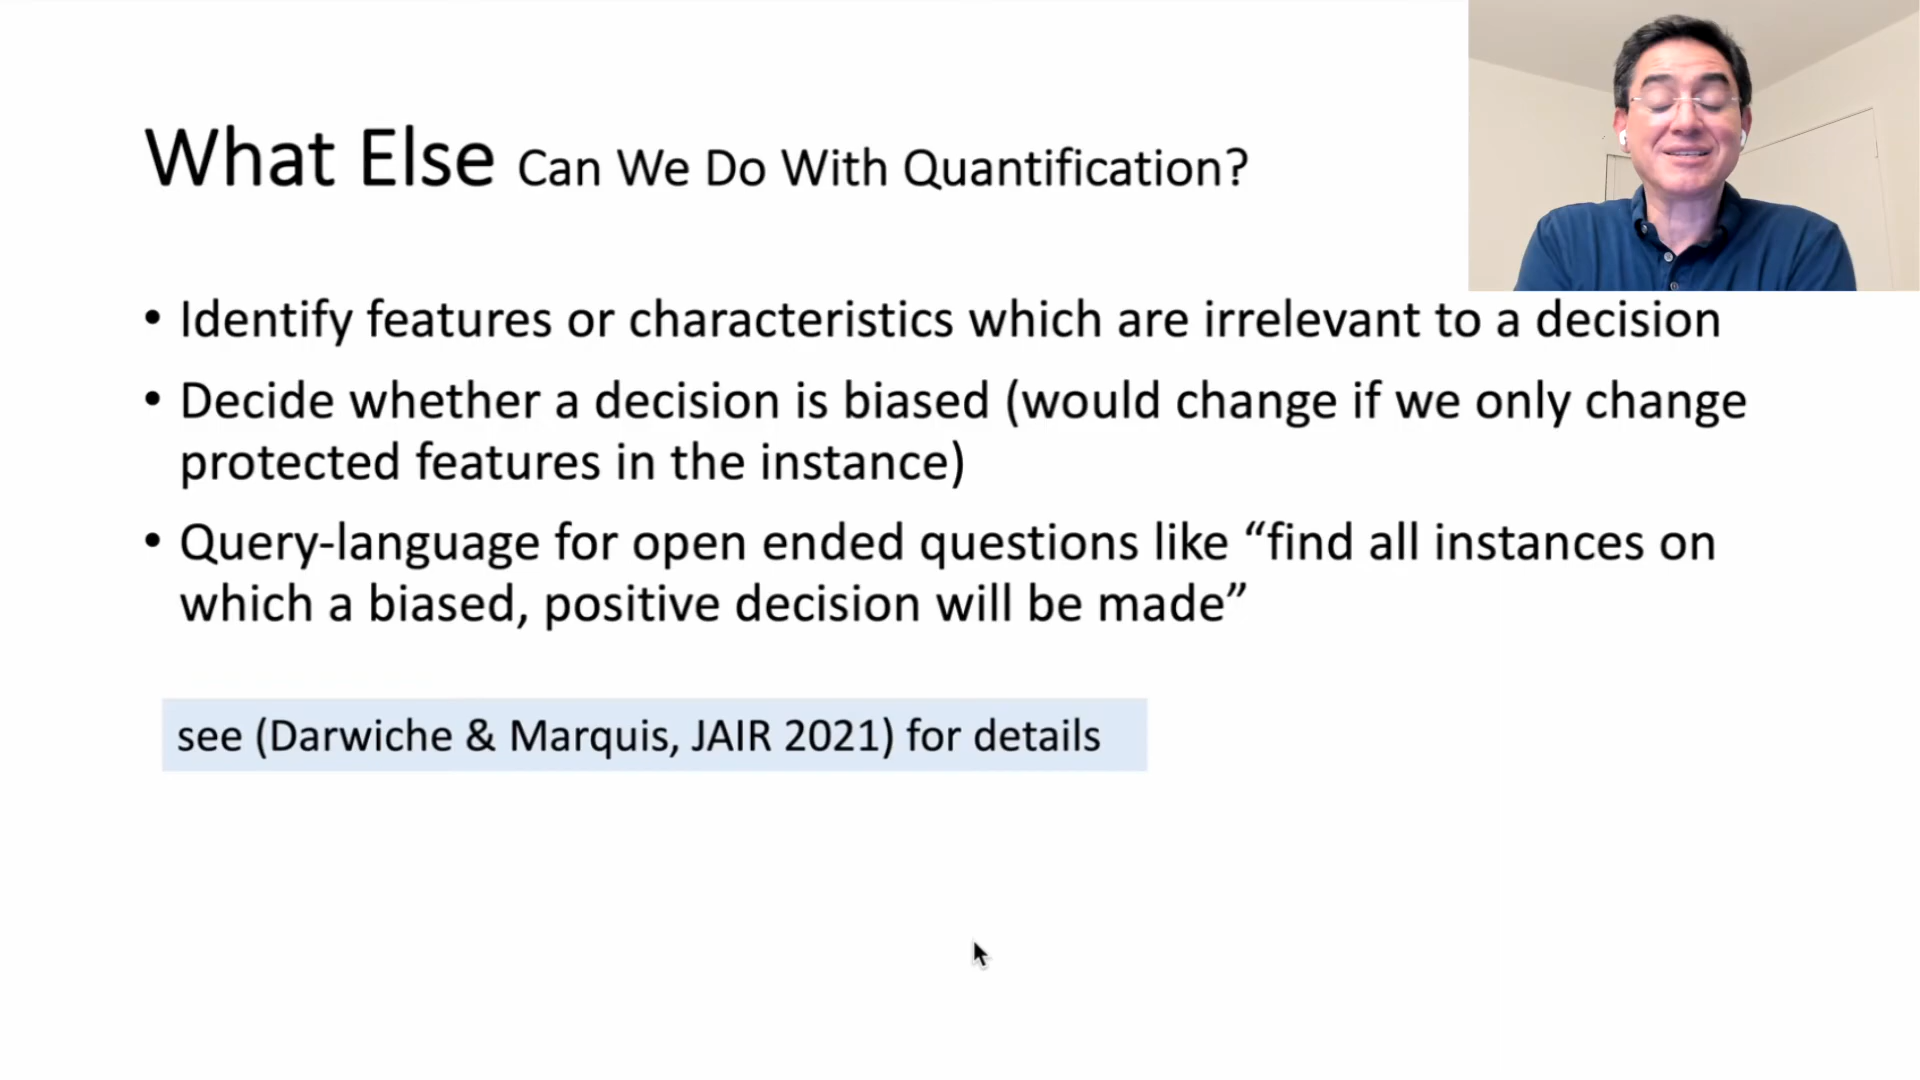 What Else Can We Do With Quantification?
• Identify features or characteristics which are irrelevant to a decision
• Decide whether a decision is biased (would change if we only change
protected features in the instance)
• Query-language for open ended questions like “find all instances on
which a biased, positive decision will be made”
see (Darwiche & Marquis, JAIR 2021) for details